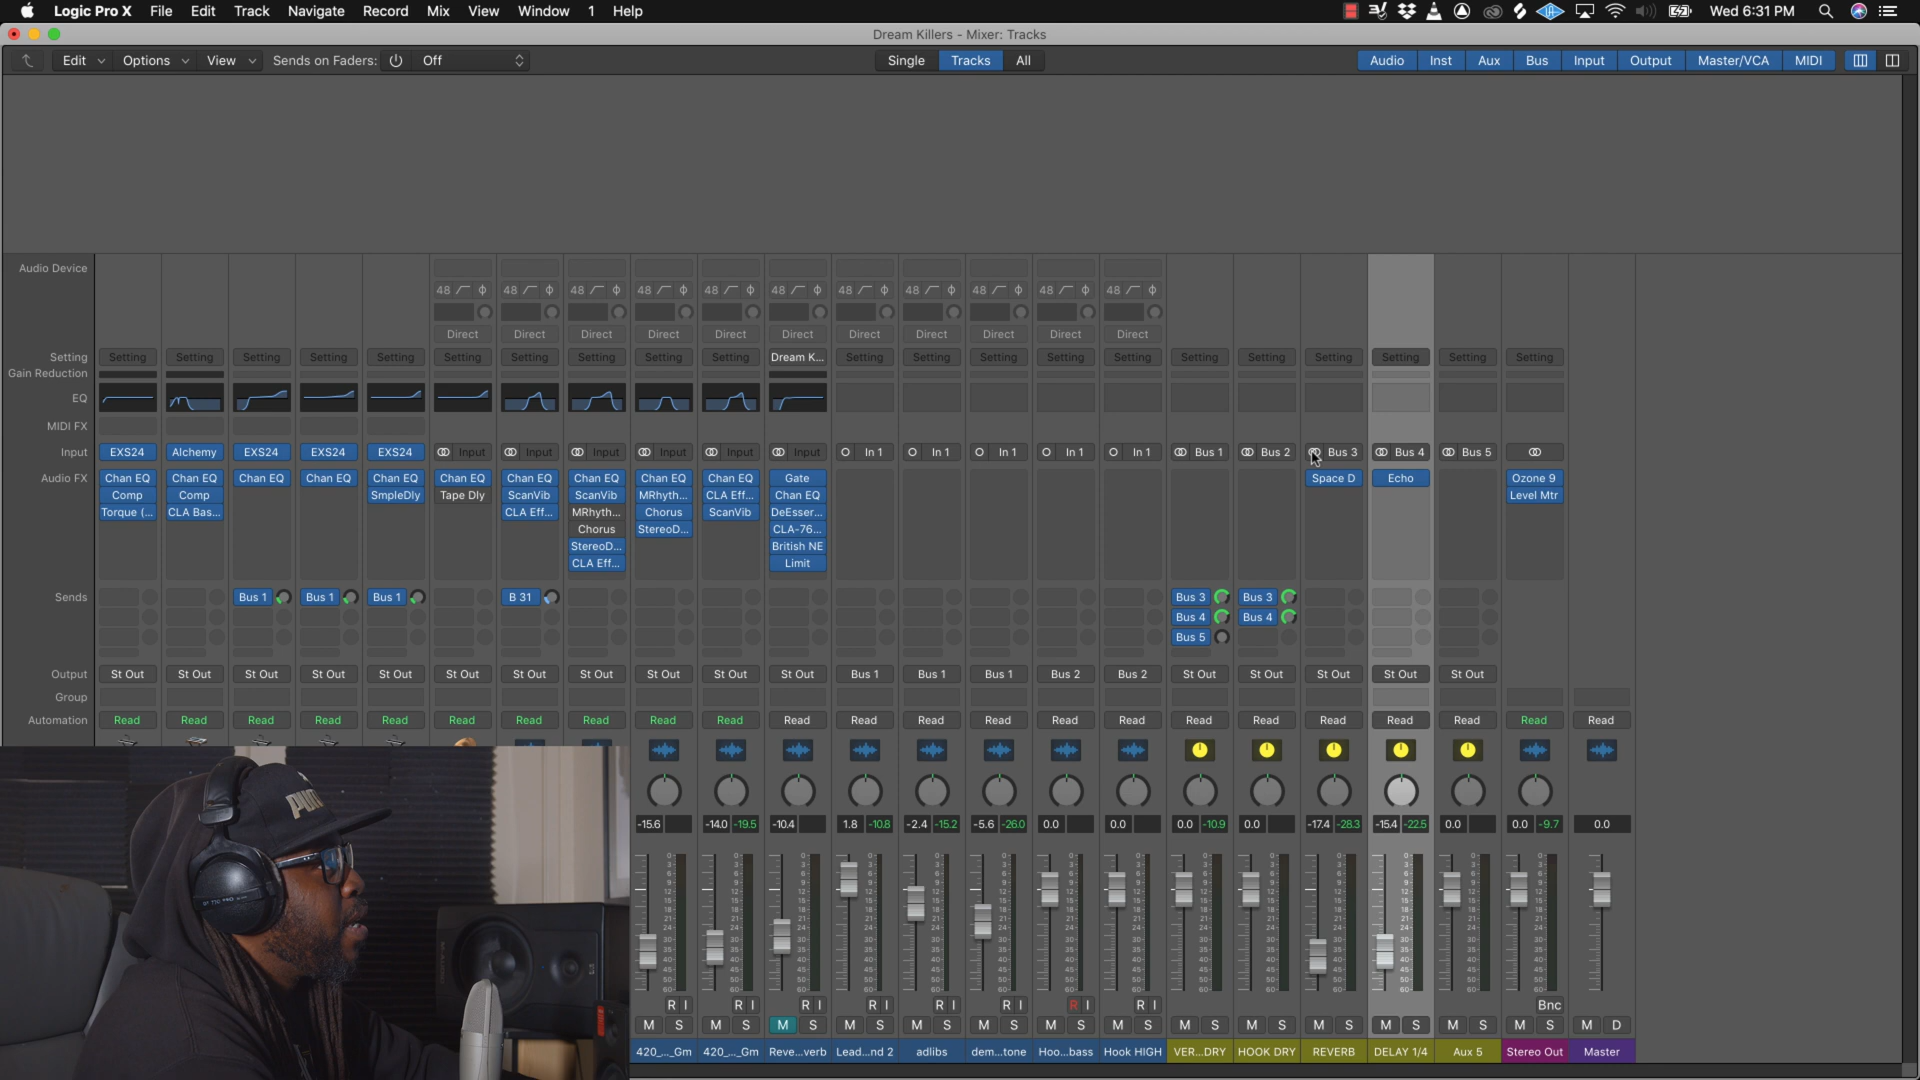 Logic Pro X File Edit Track Navigate Record Mix View Window 1 Help Wed 6:31 PM
Dream Killers - Mixer: Tracks
Edit Options View Sends on Faders: Off Single Tracks All Audio Inst Aux Bus Input Output Master/VCA MIDI
Audio Device
48 48 48 48 48 48 48 48 48 48 48
Direct Direct Direct Direct Direct Direct Direct Direct Direct Direct Direct
Setting Setting Setting Setting Setting Setting Setting Setting Setting Setting Setting Dream K... Setting Setting Setting Setting Setting Setting Setting Setting Setting Setting Setting
Gain Reduction
EQ
MIDI FX
Input EXS24 Alchemy EXS24 EXS24 EXS24 Input Input Input Input Input Input In 1 In 1 In 1 In 1 In 1 Bus 1 Bus 2 Bus 3 Bus 4 Bus 5
Audio FX Chan EQ Chan EQ Chan EQ Chan EQ Chan EQ Chan EQ Chan EQ Chan EQ Chan EQ Chan EQ Gate Space D Echo Ozone 9
Comp Comp SmpleDly Tape Dly ScanVib ScanVib MRhyth... CLA Eff... Chan EQ Level Mtr
Torque (... CLA Bas... CLA Eff... MRhyth... Chorus ScanVib DeEsser...
Chorus StereoD... CLA-76...
StereoD... British NE
CLA Eff... Limit
Sends Bus 1 Bus 1 Bus 1 B 31 Bus 3 Bus 3
Bus 4 Bus 4
Bus 5
Output St Out St Out St Out St Out St Out St Out St Out St Out St Out St Out St Out Bus 1 Bus 1 Bus 1 Bus 2 Bus 2 St Out St Out St Out St Out St Out
Group
Automation Read Read Read Read Read Read Read Read Read Read Read Read Read Read Read Read Read Read Read Read Read Read Read
-15.6 -14.0 -19.5 -10.4 1.8 -10.8 -2.4 -15.2 -5.6 -26.0 0.0 0.0 0.0 -10.9 0.0 -17.4 -28.3 -15.4 -22.5 0.0 0.0 -9.7 0.0
R I R I R I R I R I R I R I R I Bnc
M S M S M S M S M S M S M S M S M S M S M S M S M S M S M D
420_..._Gm 420_..._Gm Reve...verb Lead...nd 2 adlibs dem...tone Hoo...bass Hook HIGH VER...DRY HOOK DRY REVERB DELAY 1/4 Aux 5 Stereo Out Master